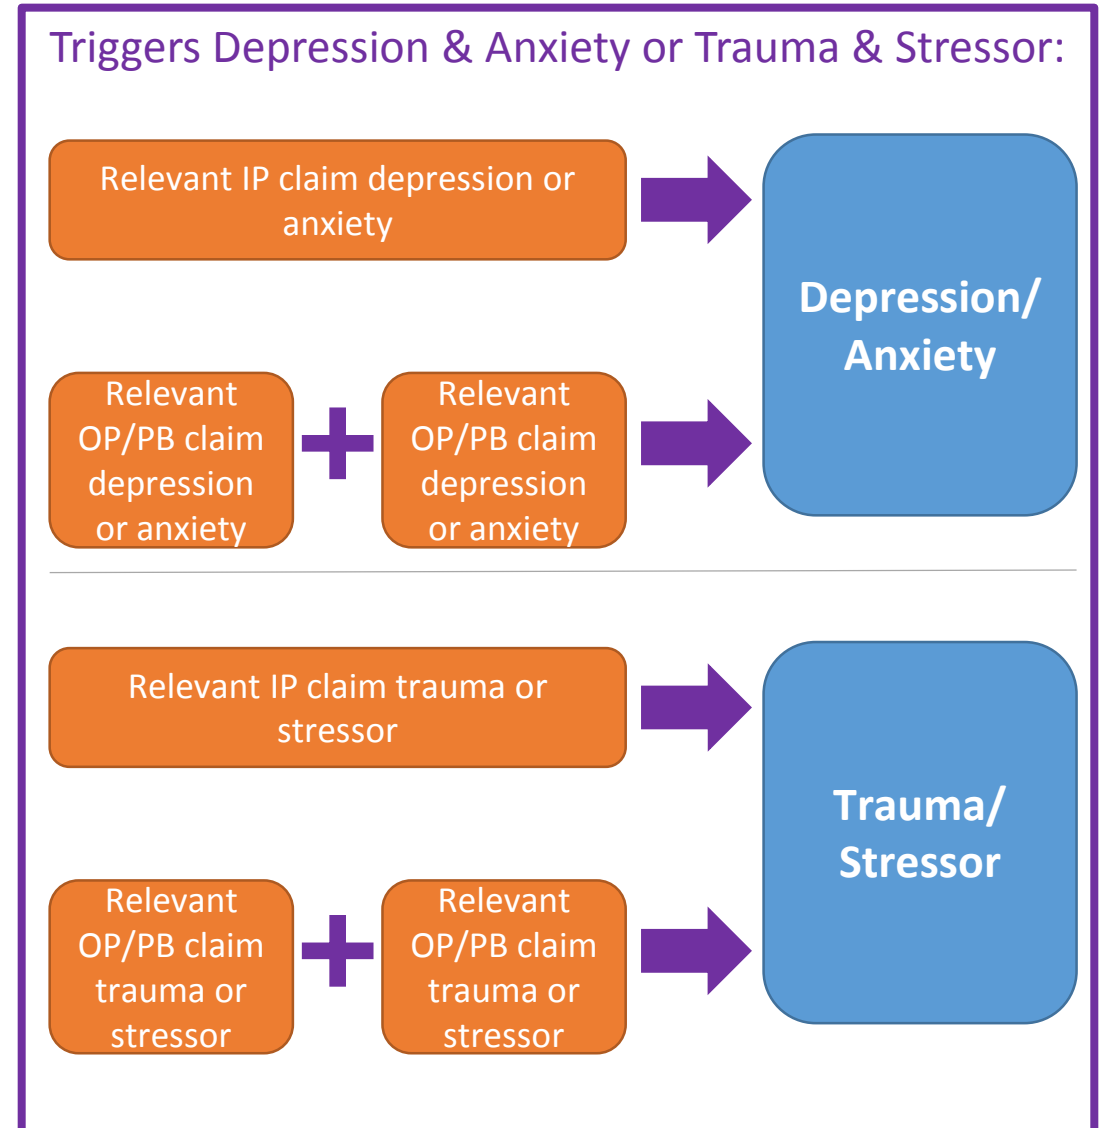 Triggers Depression & Anxiety or Trauma & Stressor:
Relevant IP claim depression or
anxiety
Depression/
Anxiety
Relevant
OP/PB claim
depression
or anxiety
Relevant
OP/PB claim
depression
or anxiety
Relevant IP claim trauma or
stressor
Trauma/
Stressor
Relevant
OP/PB claim
trauma or
stressor
Relevant
OP/PB claim
trauma or
stressor